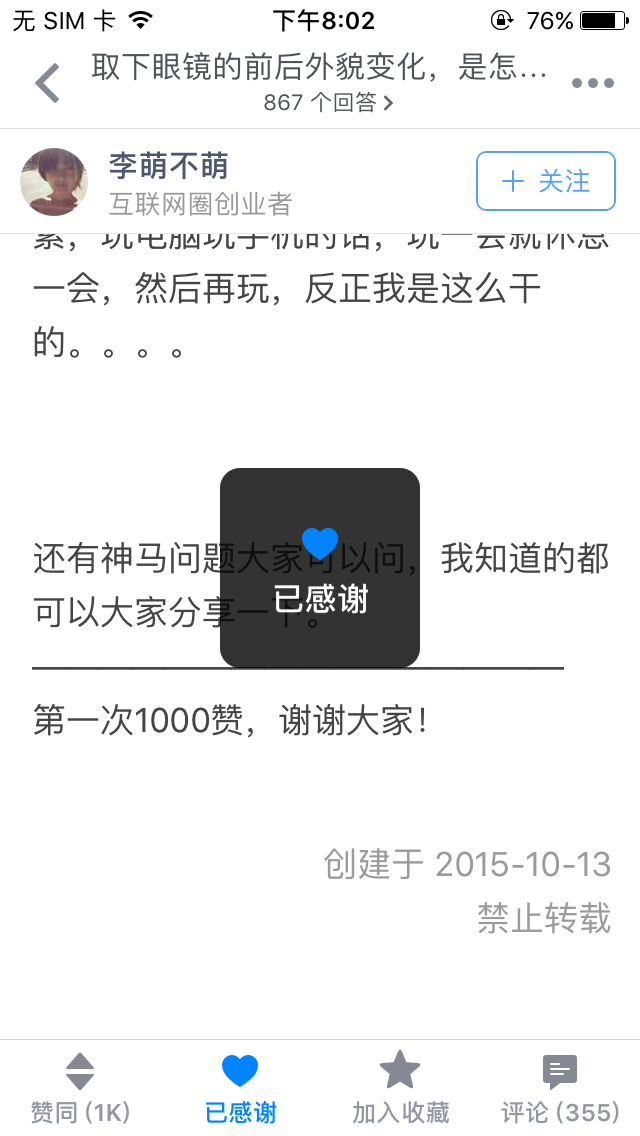 无 SIM 卡 下午8:02 76%
取下眼镜的前后外貌变化，是怎…
867 个回答
李萌不萌
互联网圈创业者
＋ 关注
累，玩电脑玩手机的话，玩一会就休息
一会，然后再玩，反正我是这么干
的。。。。
还有神马问题大家可以问，我知道的都
可以大家分享一下。
已感谢
第一次1000赞，谢谢大家！
创建于 2015-10-13
禁止转载
赞同 (1K) 已感谢 加入收藏 评论 (355)